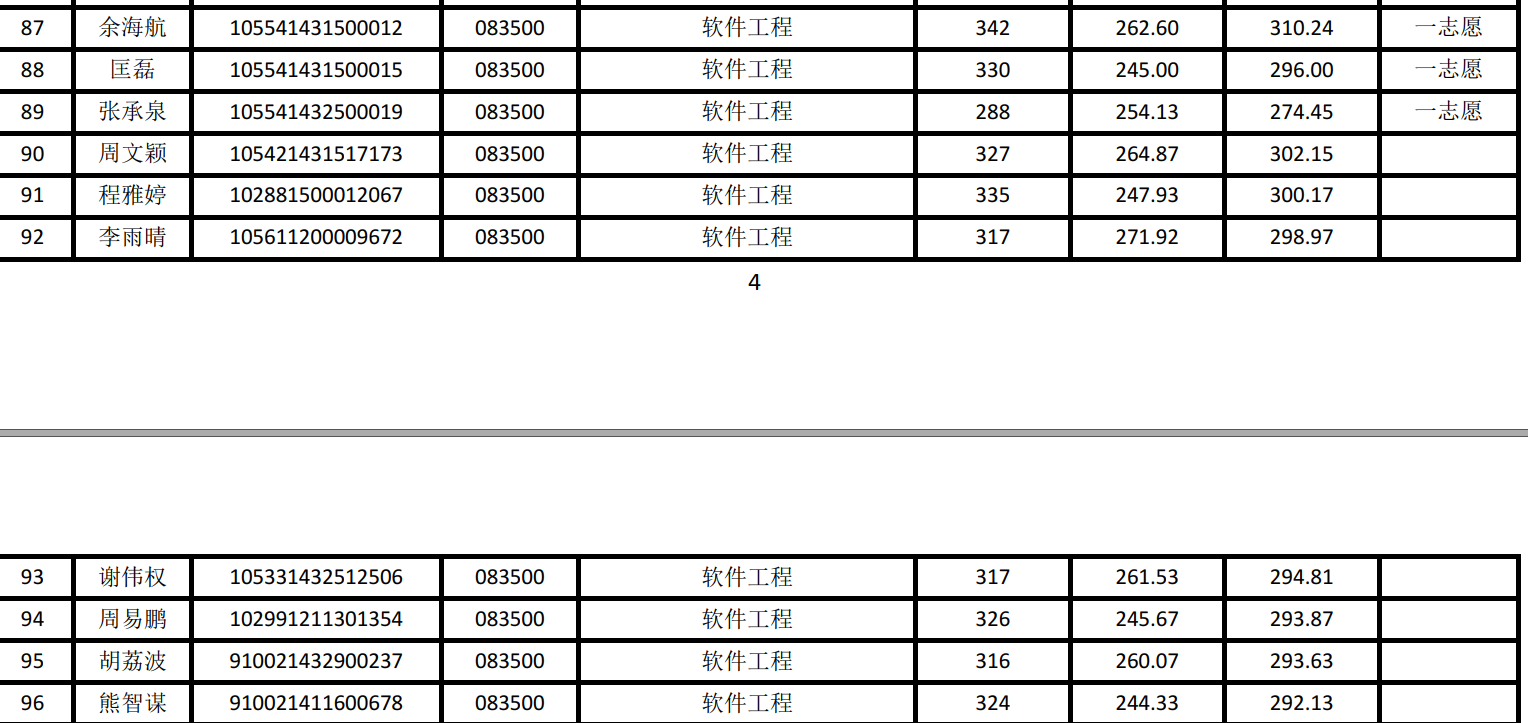 87 余海航 105541431500012 083500 软件工程 342 262.60 310.24 一志愿
88 匡磊 105541431500015 083500 软件工程 330 245.00 296.00 一志愿
89 张承泉 105541432500019 083500 软件工程 288 254.13 274.45 一志愿
90 周文颖 105421431517173 083500 软件工程 327 264.87 302.15
91 程雅婷 102881500012067 083500 软件工程 335 247.93 300.17
92 李雨晴 105611200009672 083500 软件工程 317 271.92 298.97
4
93 谢伟权 105331432512506 083500 软件工程 317 261.53 294.81
94 周易鹏 102991211301354 083500 软件工程 326 245.67 293.87
95 胡荔波 910021432900237 083500 软件工程 316 260.07 293.63
96 熊智谋 910021411600678 083500 软件工程 324 244.33 292.13